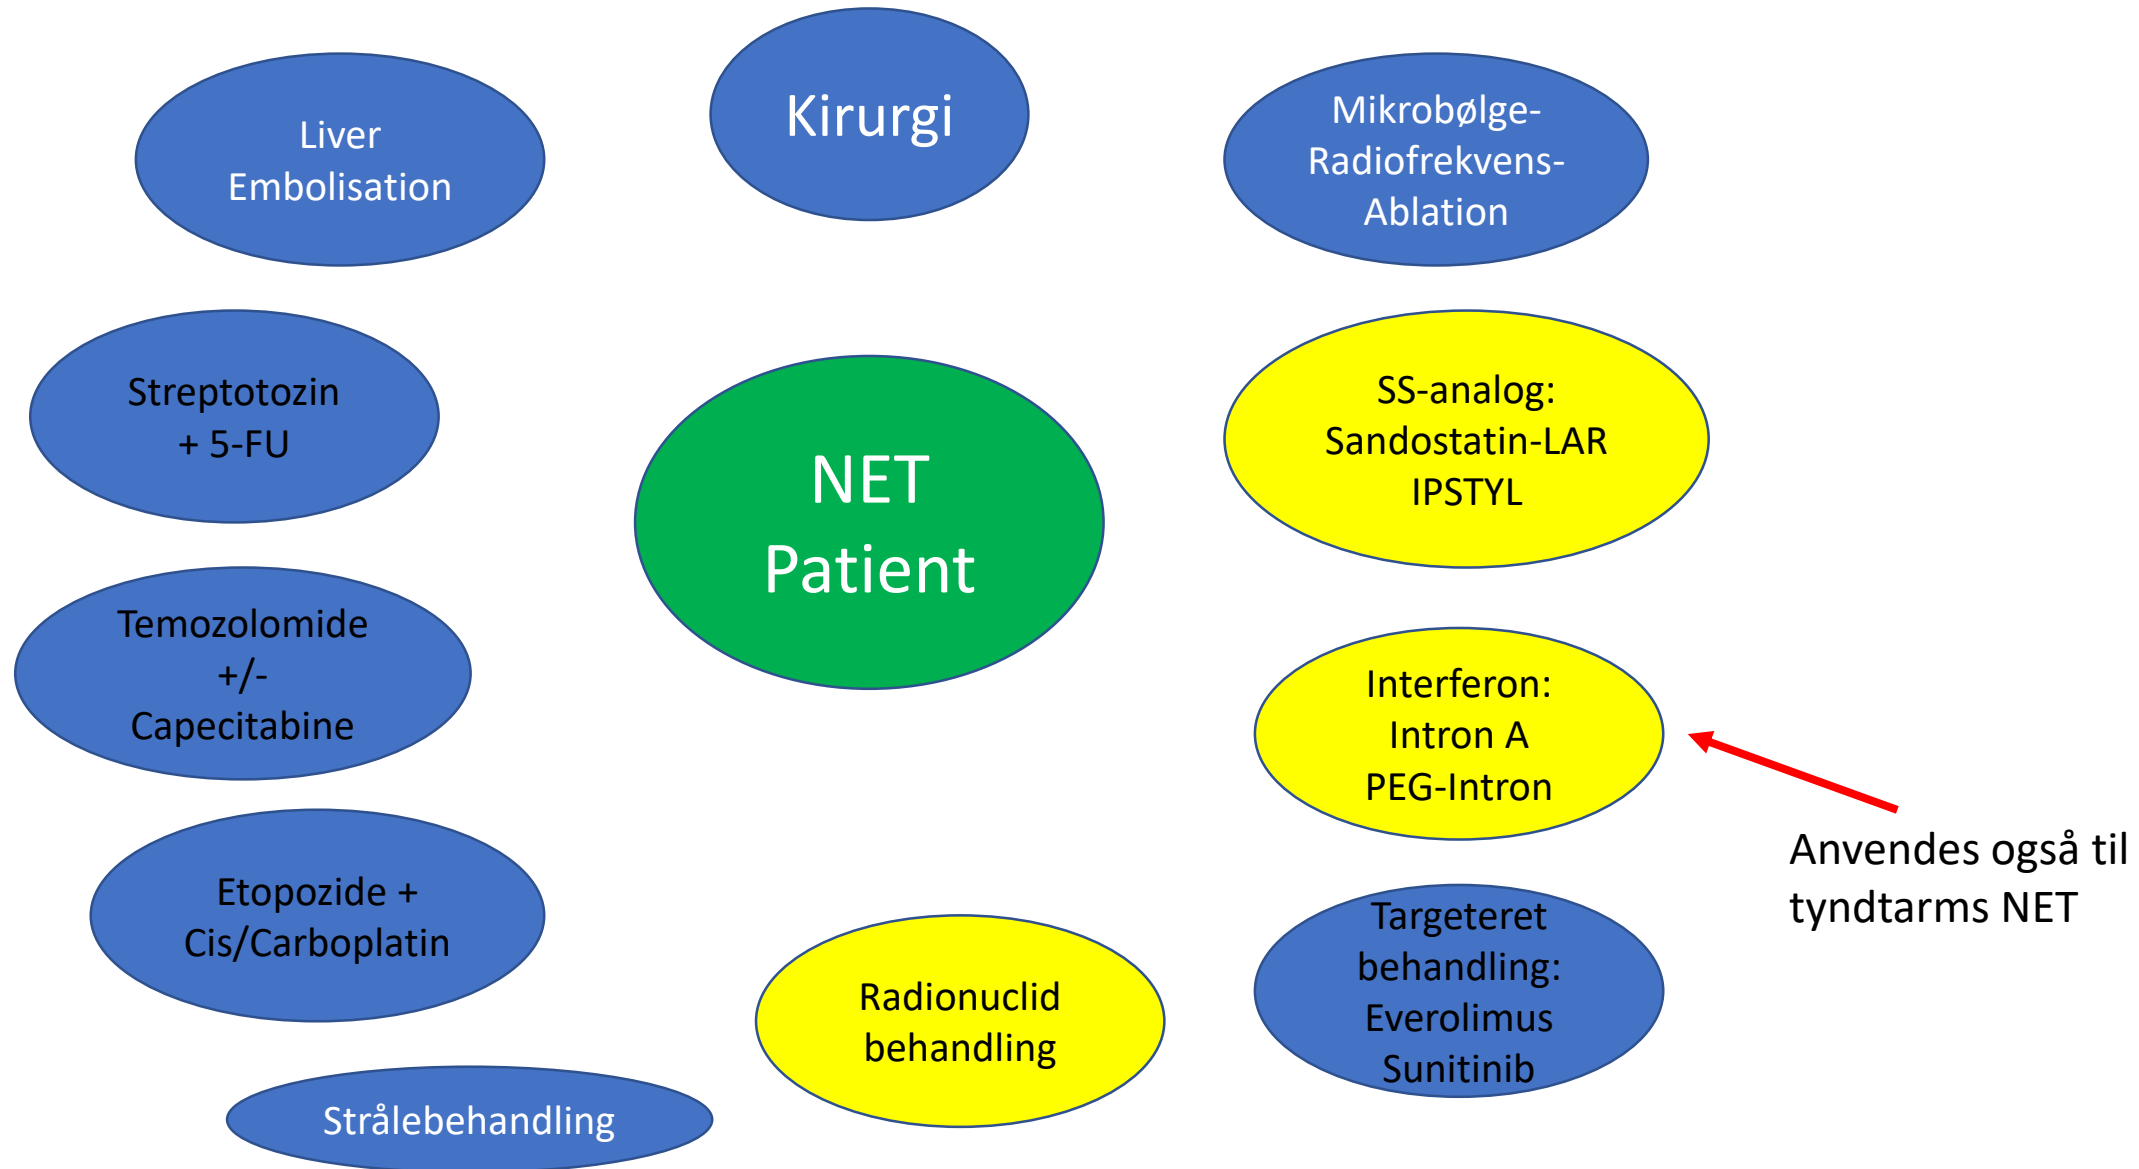 Liver
Embolisation
Kirurgi
Mikrobølge-
Radiofrekvens-
Ablation
Streptotozin
+ 5-FU
NET
Patient
SS-analog:
Sandostatin-LAR
IPSTYL
Temozolomide
+/-
Capecitabine
Interferon:
Intron A
PEG-Intron
Anvendes også til
tyndtarms NET
Etopozide +
Cis/Carboplatin
Radionuclid
behandling
Targeteret
behandling:
Everolimus
Sunitinib
Strålebehandling